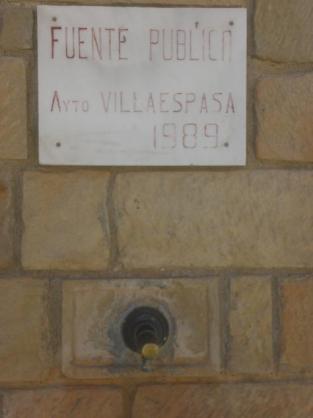 FUENTE PUBLICA
AYTO VILLAESPASA
1989